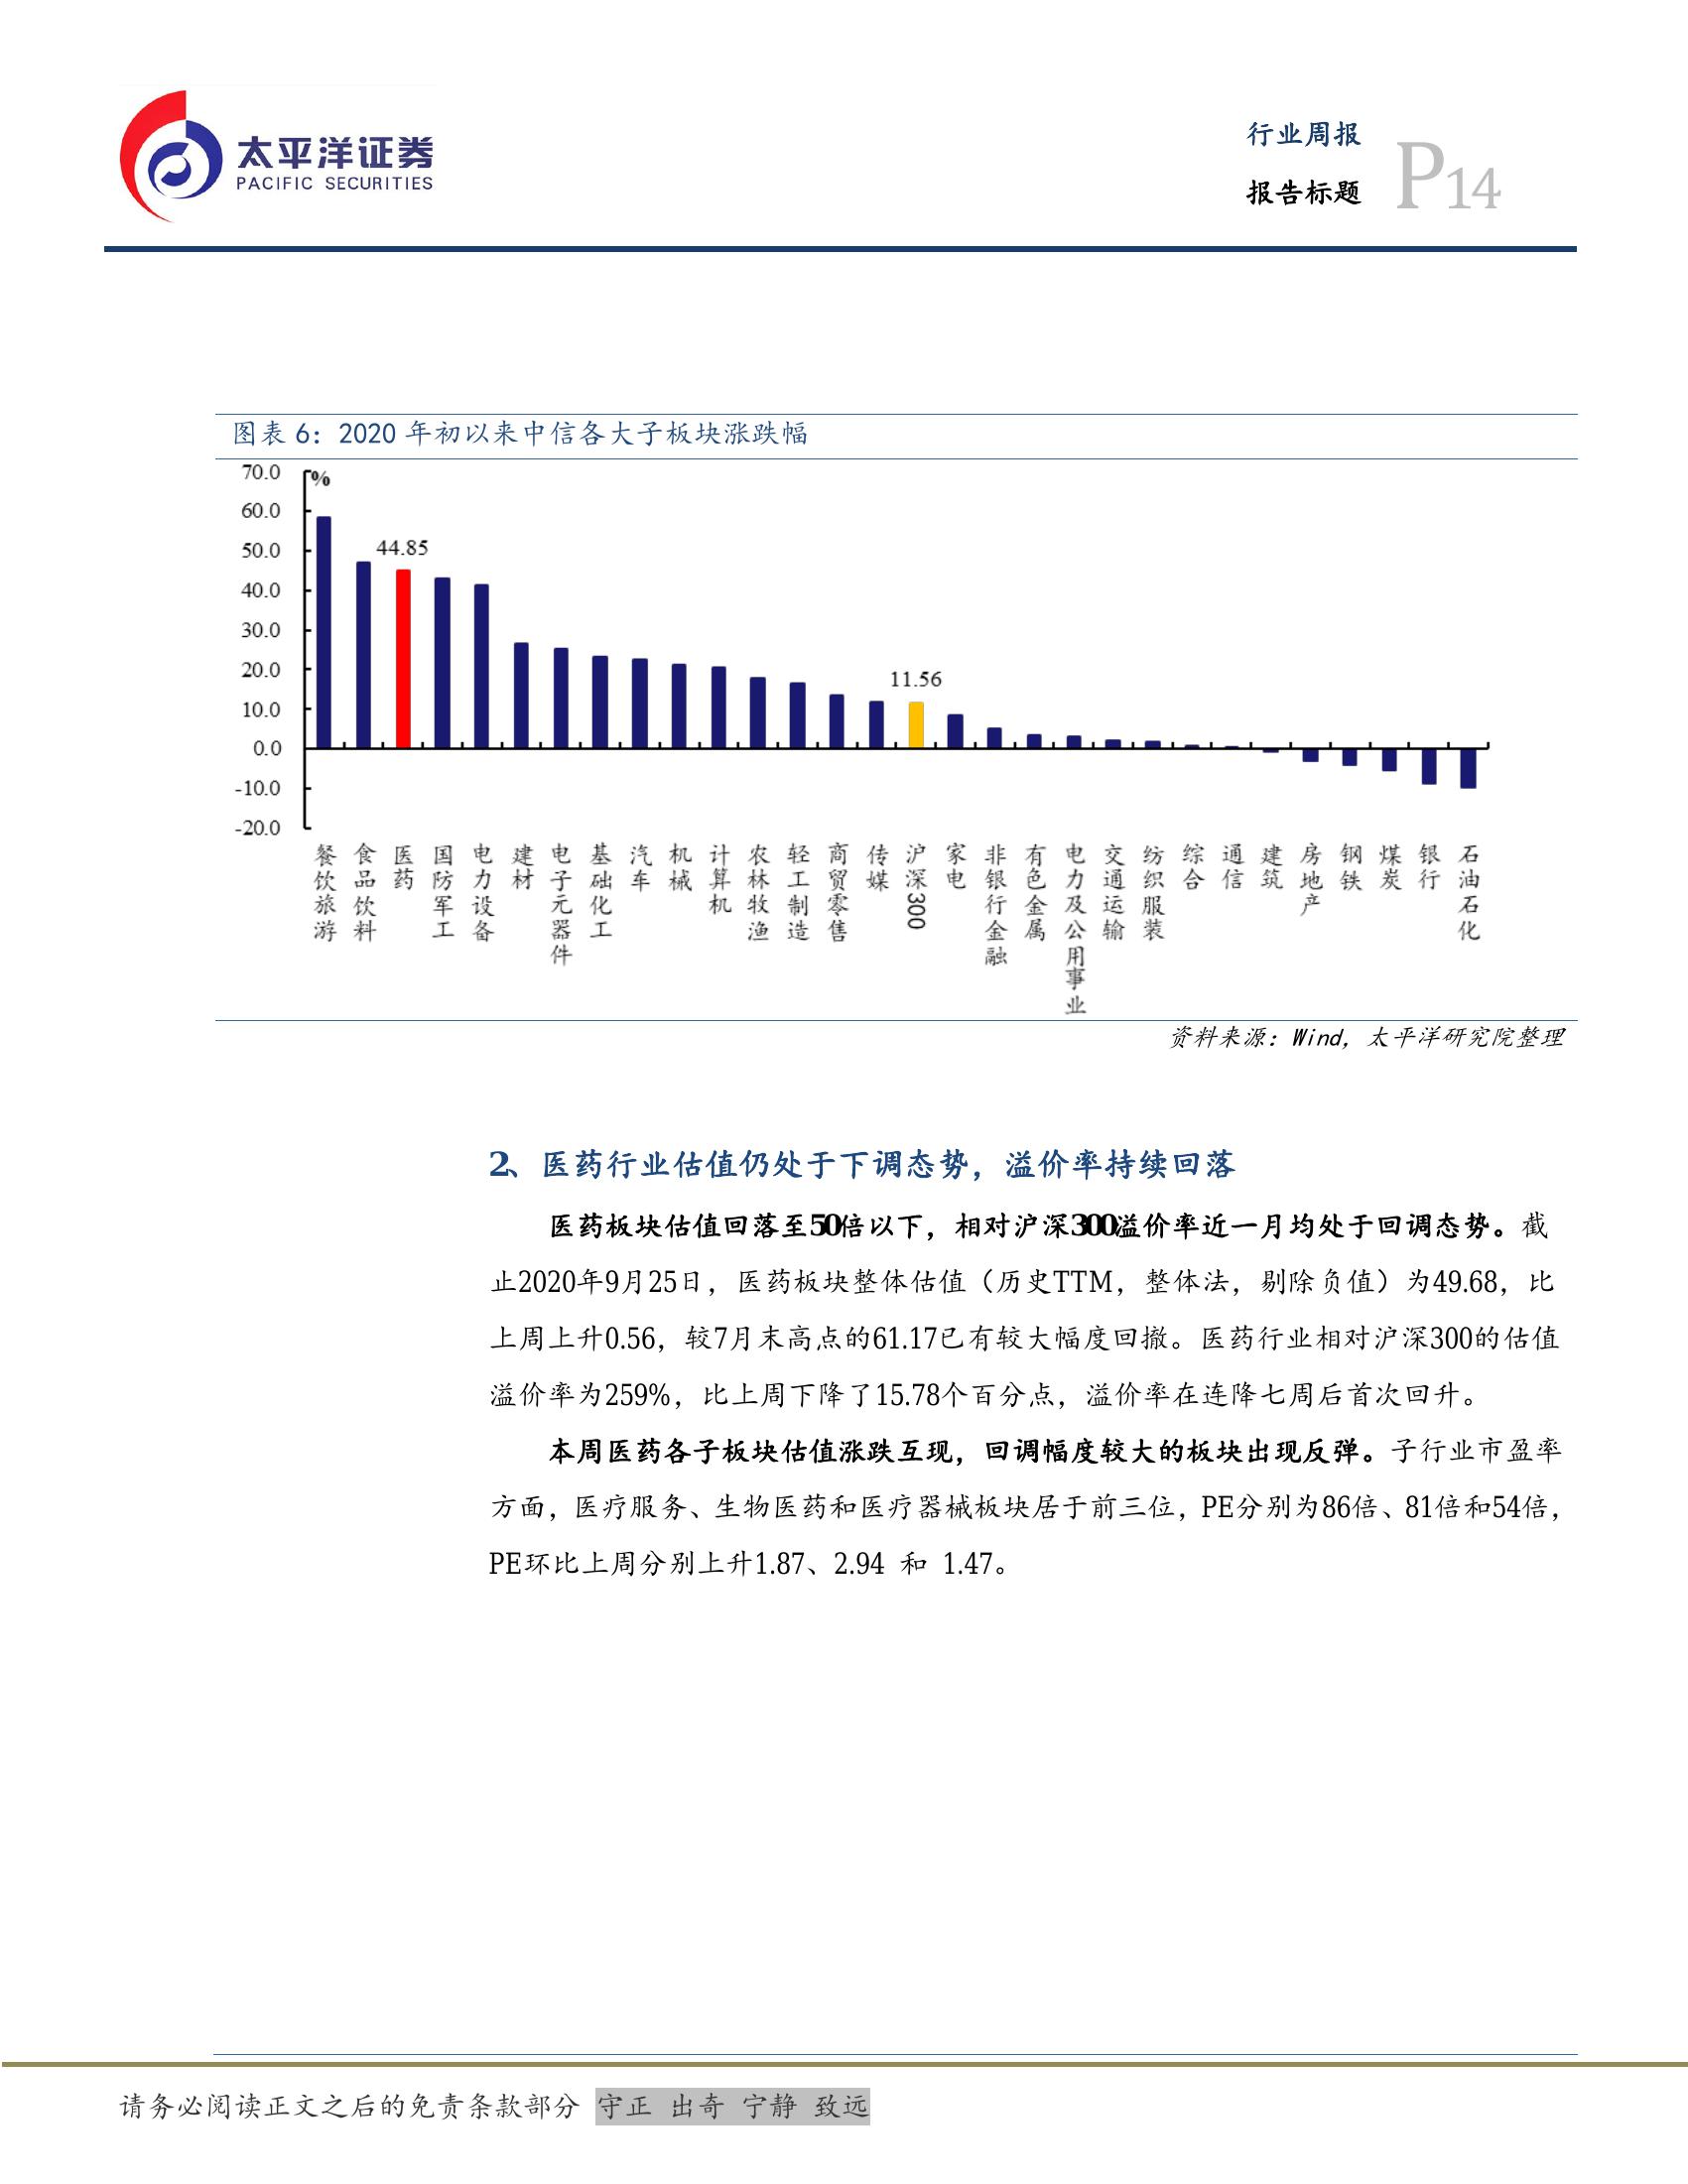 太平洋证券
PACIFIC SECURITIES
行业周报
报告标题
P14
图表 6：2020 年初以来中信各大子板块涨跌幅
%
70.0
60.0
50.0
40.0
30.0
20.0
10.0
0.0
-10.0
-20.0
44.85
11.56
餐饮旅游
食品饮料
医药
国防军工
电力设备
建材
电子元器件
基础化工
汽车
机械
计算机
农林牧渔
轻工制造
商贸零售
传媒
沪深300
家电
非银行金融
有色金属
电力及公用事业
交通运输
纺织服装
综合
通信
建筑
房地产
钢铁
煤炭
银行
石油石化
资料来源：Wind，太平洋研究院整理
2、医药行业估值仍处于下调态势，溢价率持续回落
医药板块估值回落至50倍以下，相对沪深300溢价率近一月均处于回调态势。截
止2020年9月25日，医药板块整体估值（历史TTM，整体法，剔除负值）为49.68，比
上周上升0.56，较7月末高点的61.17已有较大幅度回撤。医药行业相对沪深300的估值
溢价率为259%，比上周下降了15.78个百分点，溢价率在连降七周后首次回升。
本周医药各子板块估值涨跌互现，回调幅度较大的板块出现反弹。子行业市盈率
方面，医疗服务、生物医药和医疗器械板块居于前三位，PE分别为86倍、81倍和54倍，
PE环比上周分别上升1.87、2.94 和 1.47。
请务必阅读正文之后的免责条款部分 守正 出奇 宁静 致远